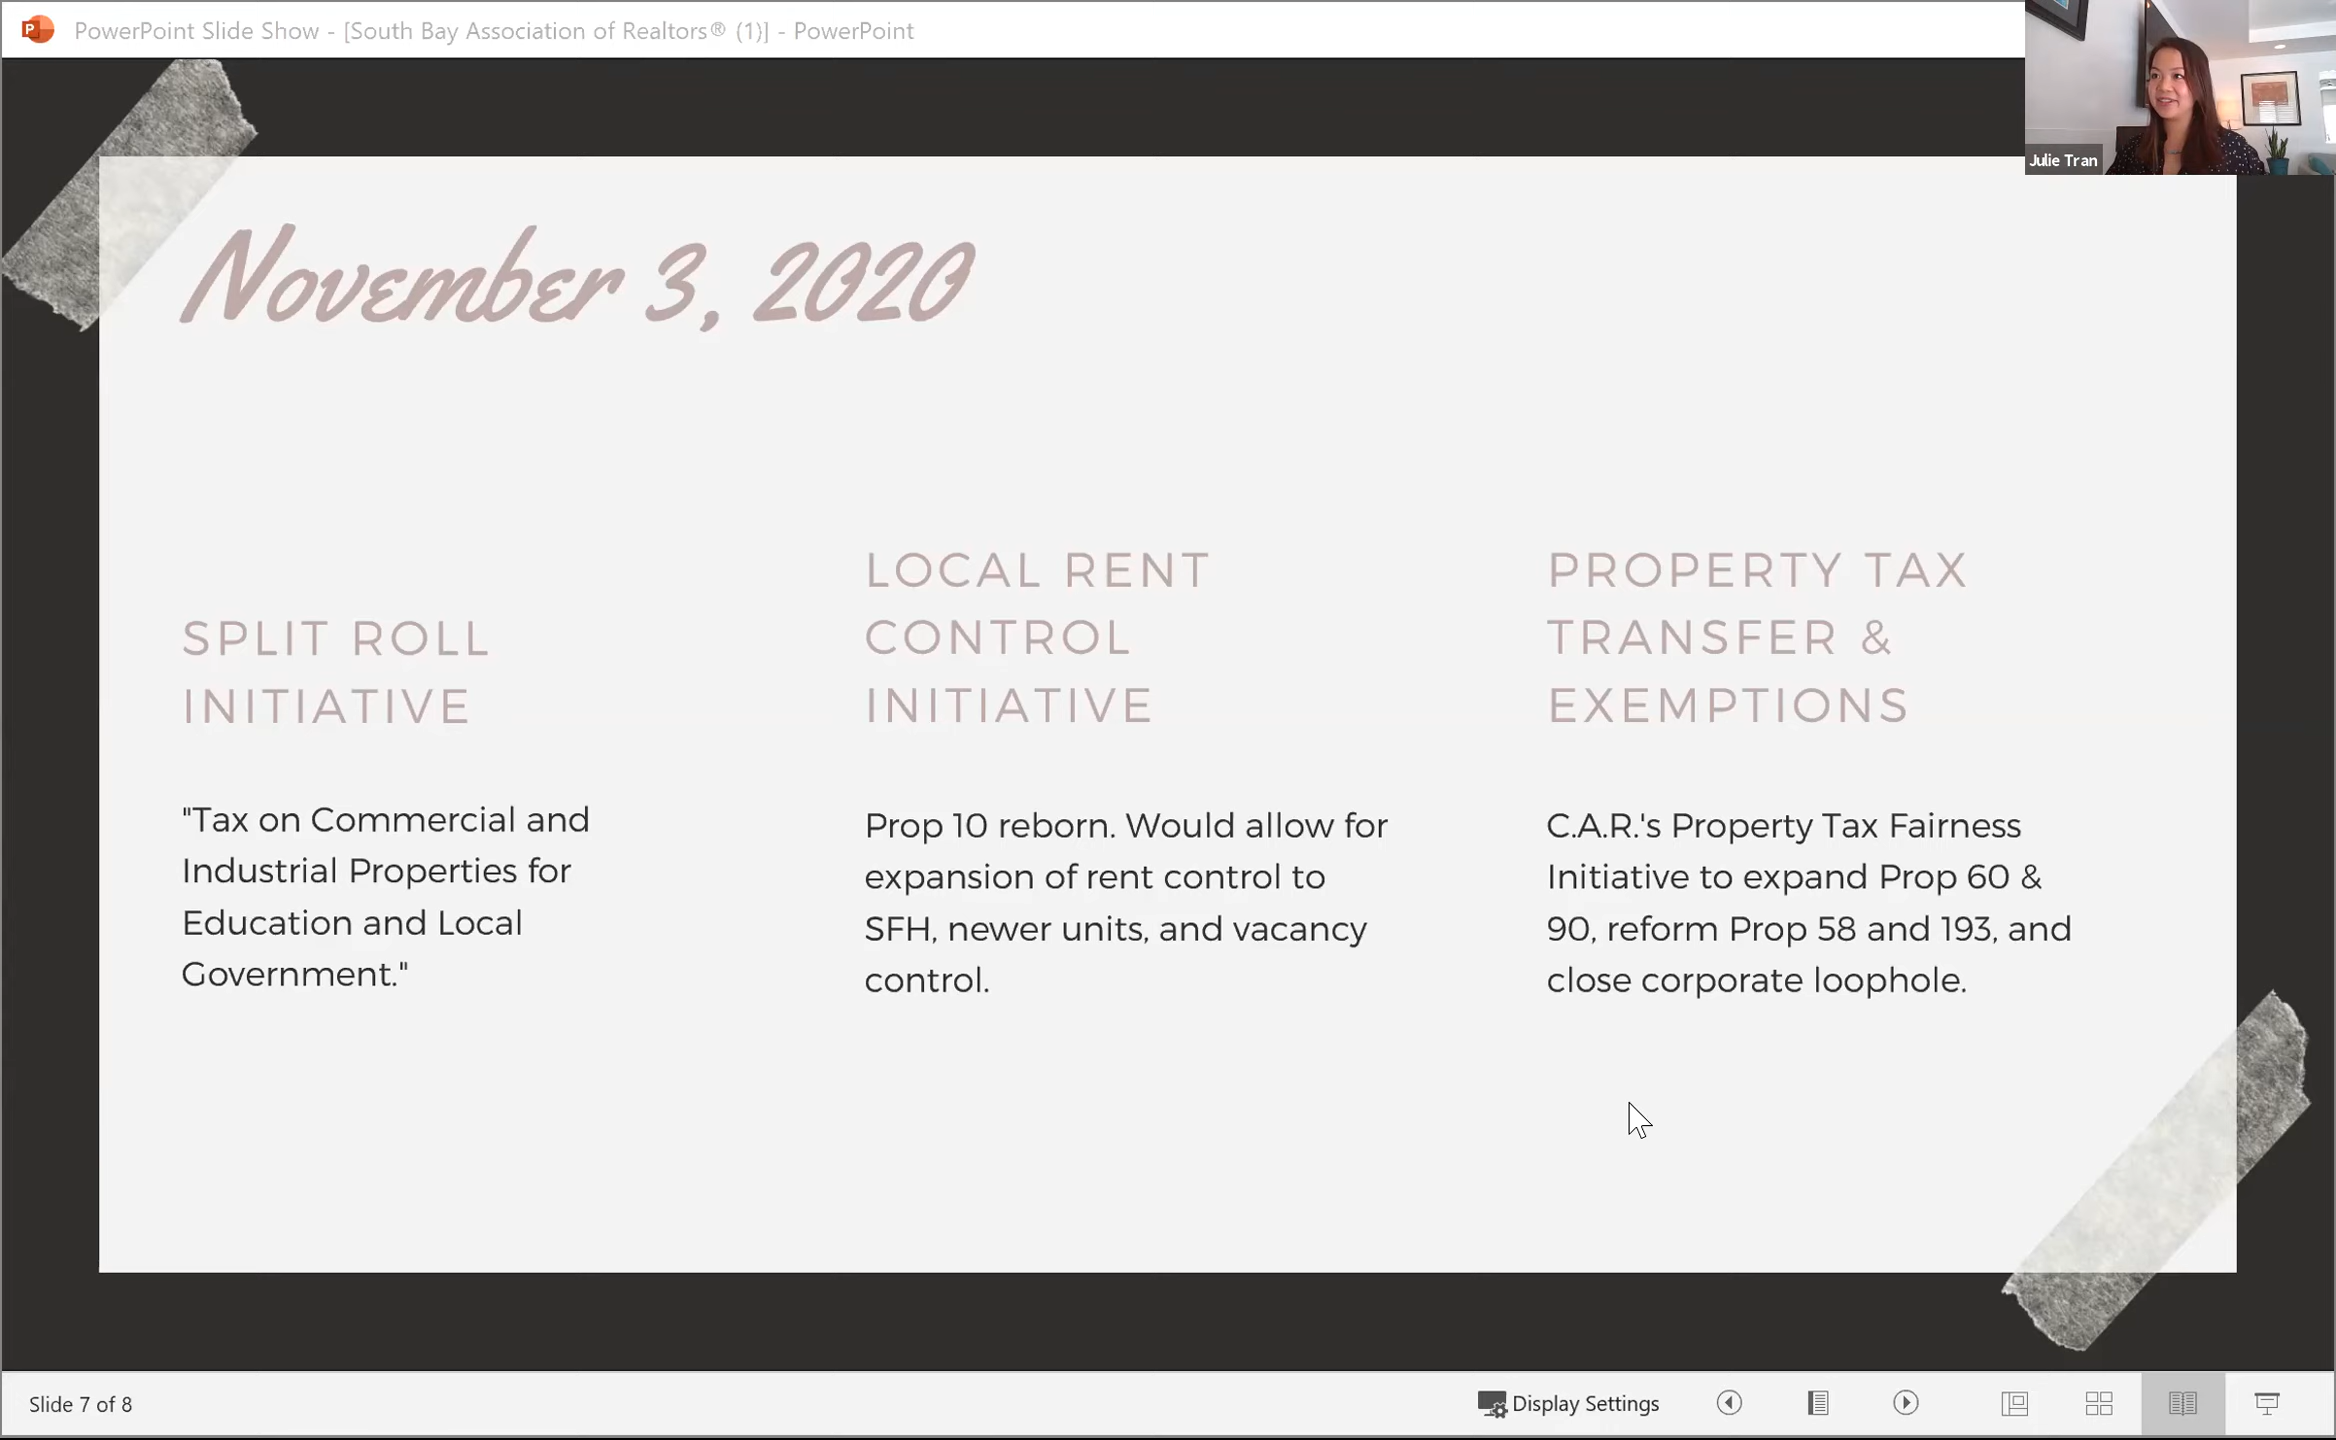 PowerPoint Slide Show - [South Bay Association of Realtors® (1)] - PowerPoint
Julie Tran
November 3, 2020
SPLIT ROLL
INITIATIVE
"Tax on Commercial and
Industrial Properties for
Education and Local
Government."
LOCAL RENT
CONTROL
INITIATIVE
Prop 10 reborn. Would allow for
expansion of rent control to
SFH, newer units, and vacancy
control.
PROPERTY TAX
TRANSFER &
EXEMPTIONS
C.A.R.'s Property Tax Fairness
Initiative to expand Prop 60 &
90, reform Prop 58 and 193, and
close corporate loophole.
Slide 7 of 8
Display Settings